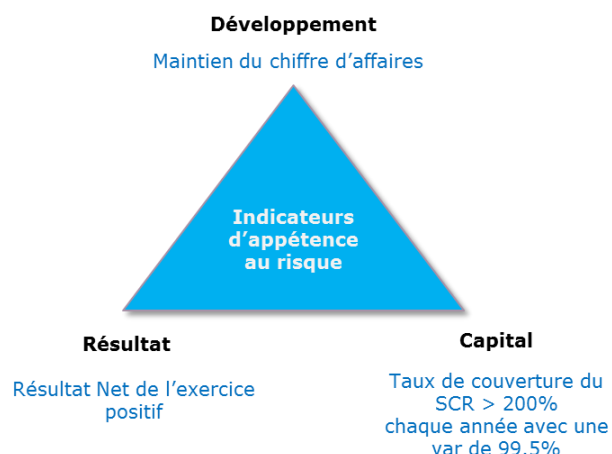 Développement
Maintien du chiffre d'affaires
Indicateurs
d'appétence
au risque
Résultat
Résultat Net de l'exercice
positif
Capital
Taux de couverture du
SCR > 200%
chaque année avec une
var de 99.5%